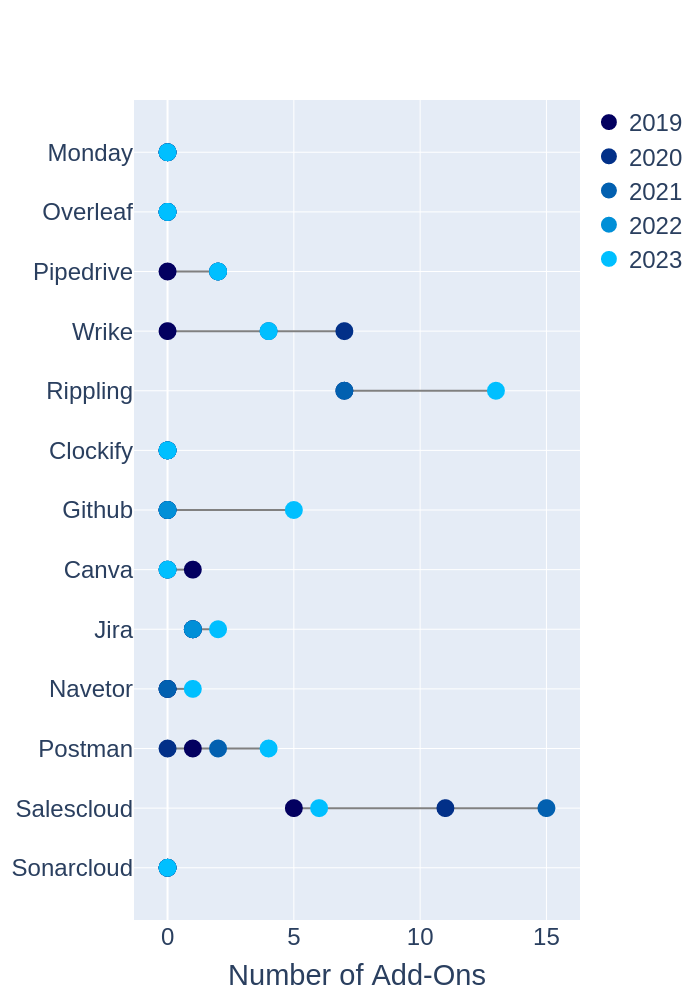 Monday
Overleaf
Pipedrive
Wrike
Rippling
Clockify
Github
Canva
Jira
Navetor
Postman
Salescloud
Sonarcloud
0
5
10
15
Number of Add-Ons
2019
2020
2021
2022
2023